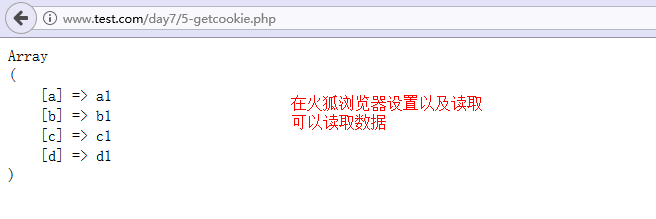 www.test.com/day7/5-getcookie.php
Array
(
[a] => a1
[b] => b1
[c] => c1
[d] => d1
)
在火狐浏览器设置以及读取
可以读取数据